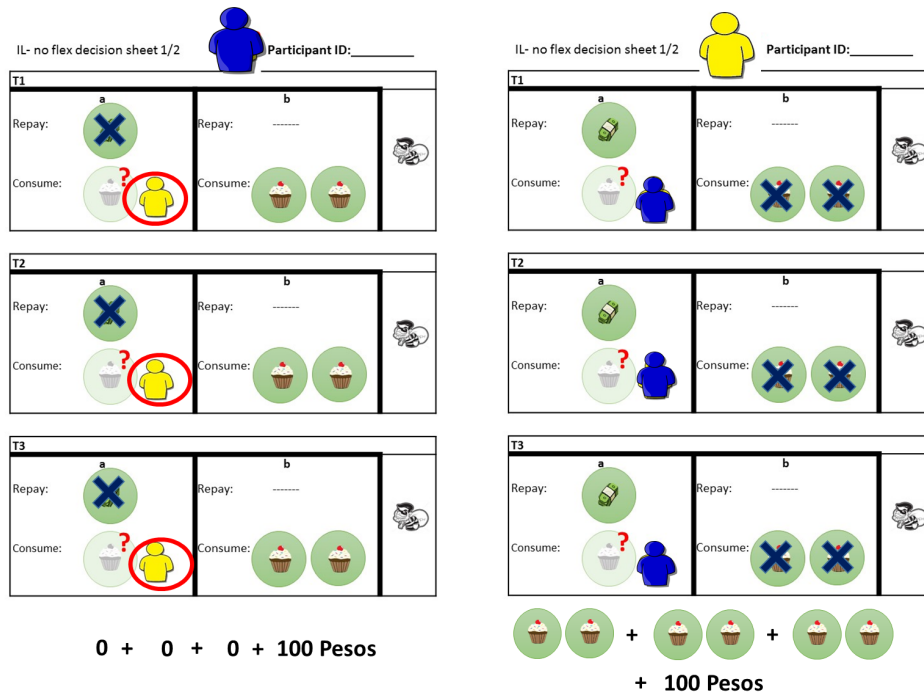 IL- no flex decision sheet 1/2 Participant ID:________
T1
a b
Repay: Repay: -------
Consume: ? Consume:
T2
a b
Repay: Repay: -------
Consume: ? Consume:
T3
a b
Repay: Repay: -------
Consume: ? Consume:
0 + 0 + 0 + 100 Pesos
IL- no flex decision sheet 1/2 Participant ID:________
T1
a b
Repay: Repay: -------
Consume: ? Consume:
T2
a b
Repay: Repay: -------
Consume: ? Consume:
T3
a b
Repay: Repay: -------
Consume: ? Consume:
+ +
+ 100 Pesos